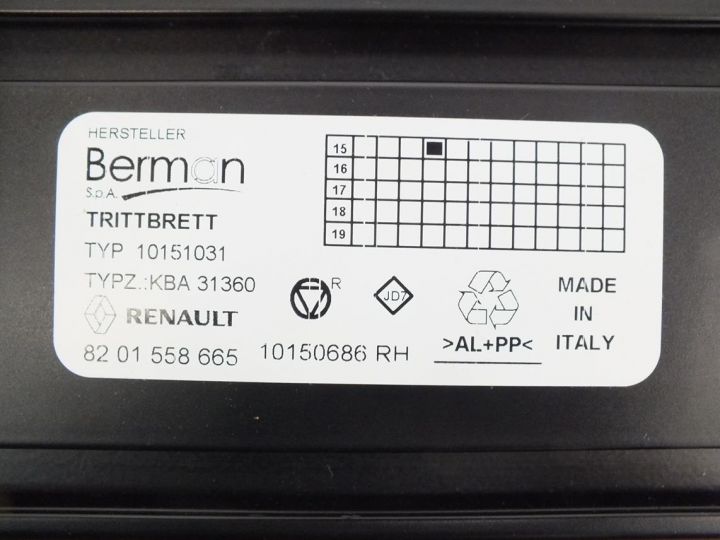 HERSTELLER
Berman
S.p.A.
TRITTBRETT
TYP 10151031
TYPZ.:KBA 31360
RENAULT
82 01 558 665
15
16
17
18
19
R
JD7
10150686 RH
>AL+PP<
MADE
IN
ITALY